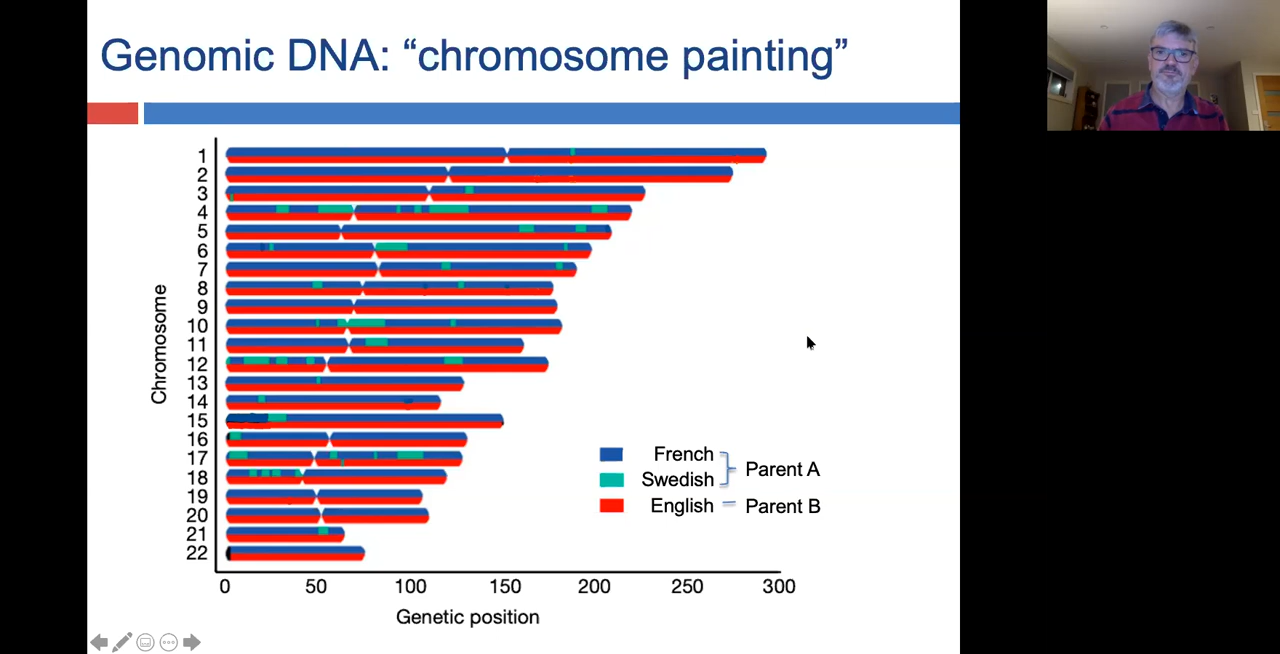 Genomic DNA: “chromosome painting”
Chromosome
1
2
3
4
5
6
7
8
9
10
11
12
13
14
15
16
17
18
19
20
21
22
French
Swedish
Parent A
English
Parent B
0 50 100 150 200 250 300
Genetic position